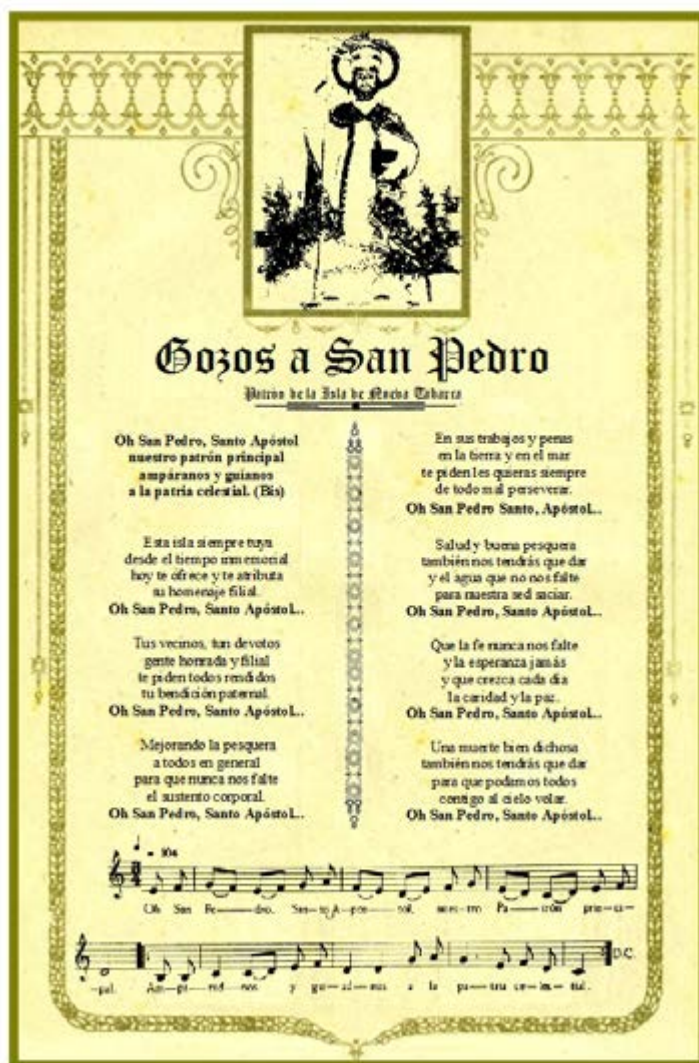 Gozos a San Pedro
Patrón de la Isla de Nueva Tabarca
Oh San Pedro, Santo Apóstol
nuestro patrón principal
ampáranos y guíanos
a la patria celestial. (Bis)
Esta isla siempre tuya
desde el tiempo inmemorial
hoy te ofrece y te atributa
su homenaje filial.
Oh San Pedro, Santo Apóstol...
Tus vecinos, tun devotos
gente honrada y filial
te piden todos rendidos
tu bendición paternal.
Oh San Pedro, Santo Apóstol...
Mejorando la pesquera
a todos en general
para que nunca nos falte
el sustento corporal.
Oh San Pedro, Santo Apóstol...
En sus trabajos y penas
en la tierra y en el mar
te piden les quieras siempre
de todo mal perseverar.
Oh San Pedro Santo, Apóstol...
Salud y buena pesquera
también nos tendrás que dar
y el agua que no nos falte
para nuestra sed saciar.
Oh San Pedro, Santo Apóstol...
Que la fe nunca nos falte
y la esperanza jamás
y que crezca cada día
la caridad y la paz.
Oh San Pedro, Santo Apóstol...
Una muerte bien dichosa
también nos tendrás que dar
para que podamos todos
contigo al cielo volar.
Oh San Pedro, Santo Apóstol...
= 104
Oh San Pe—dro, San—to A—pos—tol, nues—tro Pa—trón prin—ci—
—pal. Am—pá—rad—nos y guí—ad—nos a la pa—tria ce—les—tial.
D.C.